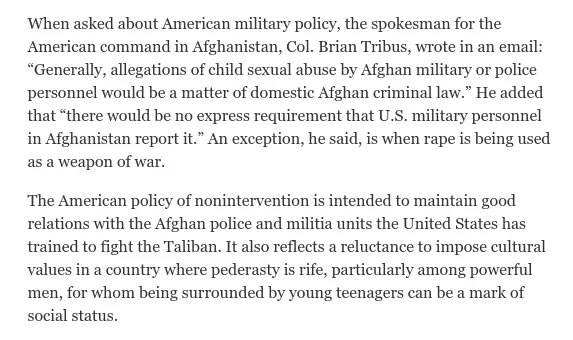 When asked about American military policy, the spokesman for the
American command in Afghanistan, Col. Brian Tribus, wrote in an email:
“Generally, allegations of child sexual abuse by Afghan military or police
personnel would be a matter of domestic Afghan criminal law.” He added
that “there would be no express requirement that U.S. military personnel
in Afghanistan report it.” An exception, he said, is when rape is being used
as a weapon of war.
The American policy of nonintervention is intended to maintain good
relations with the Afghan police and militia units the United States has
trained to fight the Taliban. It also reflects a reluctance to impose cultural
values in a country where pederasty is rife, particularly among powerful
men, for whom being surrounded by young teenagers can be a mark of
social status.